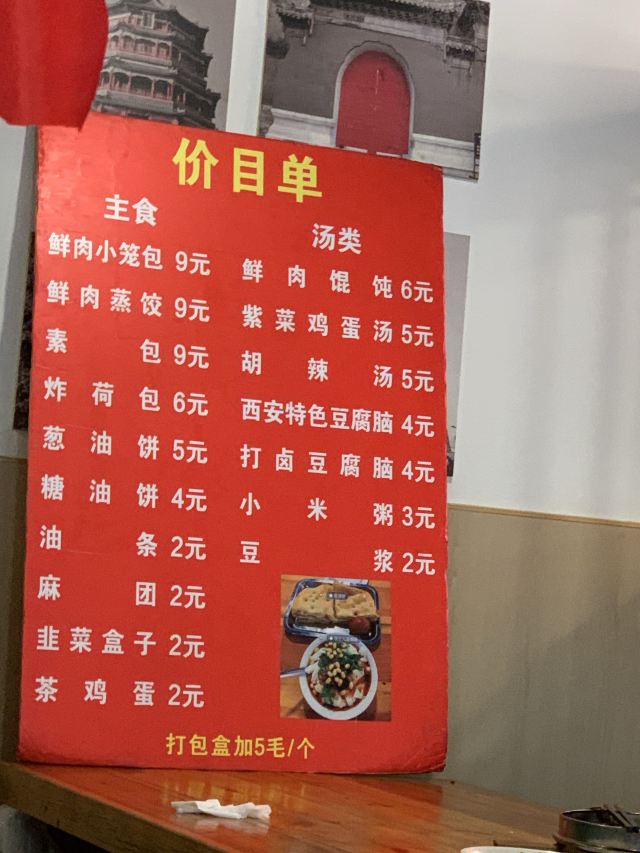 价目单
主食
鲜肉小笼包 9元
鲜肉蒸饺 9元
素包 9元
炸荷包 6元
葱油饼 5元
糖油饼 4元
油条 2元
麻团 2元
韭菜盒子 2元
茶鸡蛋 2元
汤类
鲜肉馄饨 6元
紫菜鸡蛋汤 5元
胡辣汤 5元
西安特色豆腐脑 4元
打卤豆腐脑 4元
小米粥 3元
豆浆 2元
打包盒加5毛/个